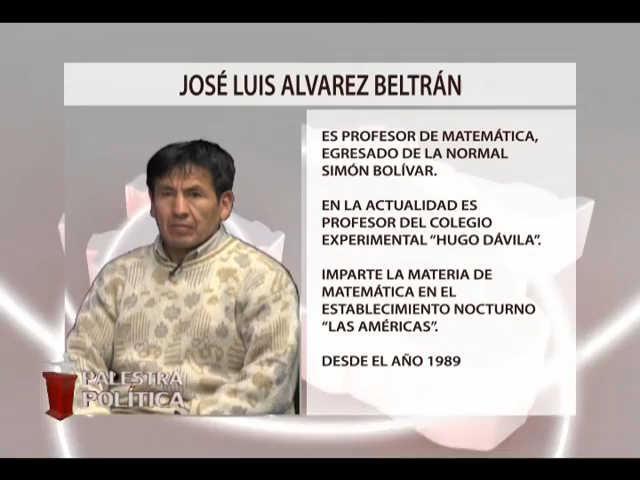 JOSÉ LUIS ALVAREZ BELTRÁN
ES PROFESOR DE MATEMÁTICA,
EGRESADO DE LA NORMAL
SIMÓN BOLÍVAR.
EN LA ACTUALIDAD ES
PROFESOR DEL COLEGIO
EXPERIMENTAL “HUGO DÁVILA”.
IMPARTE LA MATERIA DE
MATEMÁTICA EN EL
ESTABLECIMIENTO NOCTURNO
“LAS AMÉRICAS”.
DESDE EL AÑO 1989
PALESTRA
POLÍTICA